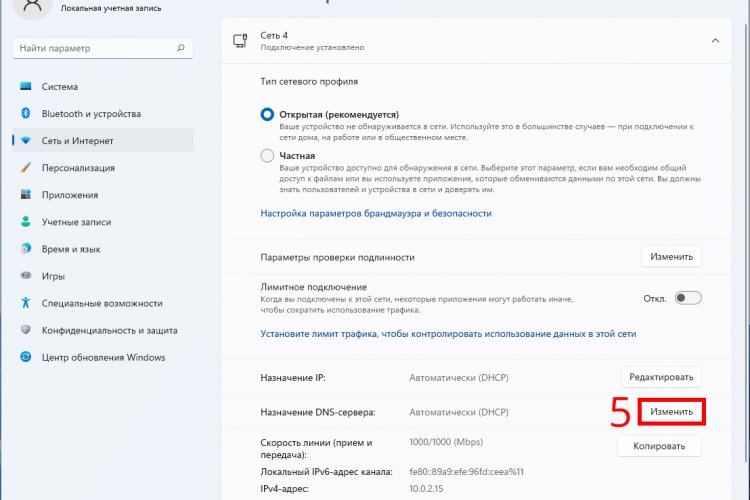 Локальная учетная запись
Найти параметр
Система
Bluetooth и устройства
Сеть и Интернет
Персонализация
Приложения
Учетные записи
Время и язык
Игры
Специальные возможности
Конфиденциальность и защита
Центр обновления Windows
Сеть 4
Подключение установлено
Тип сетевого профиля
Открытая (рекомендуется)
Ваше устройство не обнаруживается в сети. Используйте это в большинстве случаев — при подключении к
сети дома, на работе или в общественном месте.
Частная
Ваше устройство доступно для обнаружения в сети. Выберите этот параметр, если вам необходим общий
доступ к файлам или вы используете приложения, которые обмениваются данными по этой сети. Вы должны
знать пользователей и устройства в сети и доверять им.
Настройка параметров брандмауэра и безопасности
Параметры проверки подлинности
Изменить
Лимитное подключение
Когда вы подключены к этой сети, некоторые приложения могут работать иначе,
чтобы сократить использование трафика.
Откл.
Установите лимит трафика, чтобы контролировать использование данных в этой сети
Назначение IP: Автоматически (DHCP) Редактировать
Назначение DNS-сервера: Автоматически (DHCP) 5 Изменить
Скорость линии (прием и 1000/1000 (Mbps) Копировать
передача):
Локальный IPv6-адрес канала: fe80::89a9:efe:96fd:ceea%11
IPv4-адрес: 10.0.2.15